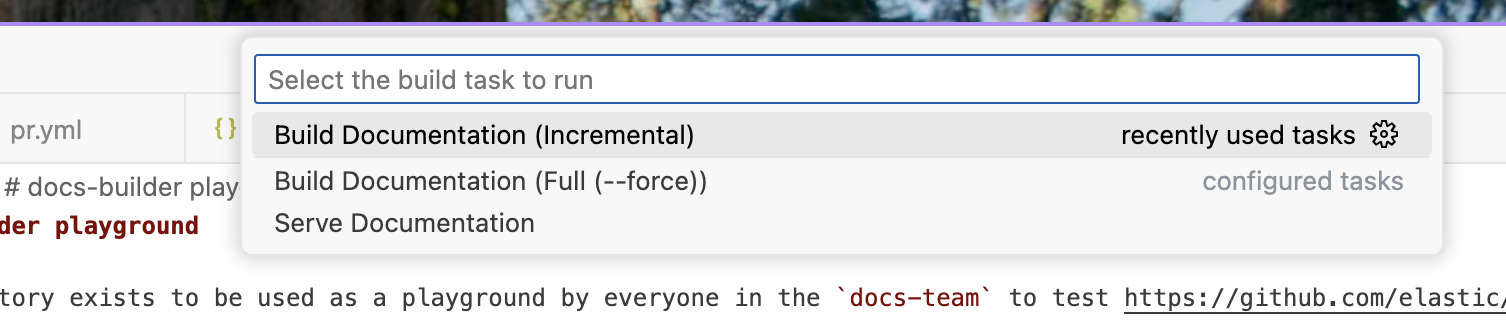 Select the build task to run
Build Documentation (Incremental) recently used tasks
Build Documentation (Full (--force)) configured tasks
Serve Documentation
pr.yml {}
# docs-builder play
der playground
tory exists to be used as a playground by everyone in the `docs-team` to test https://github.com/elastic/